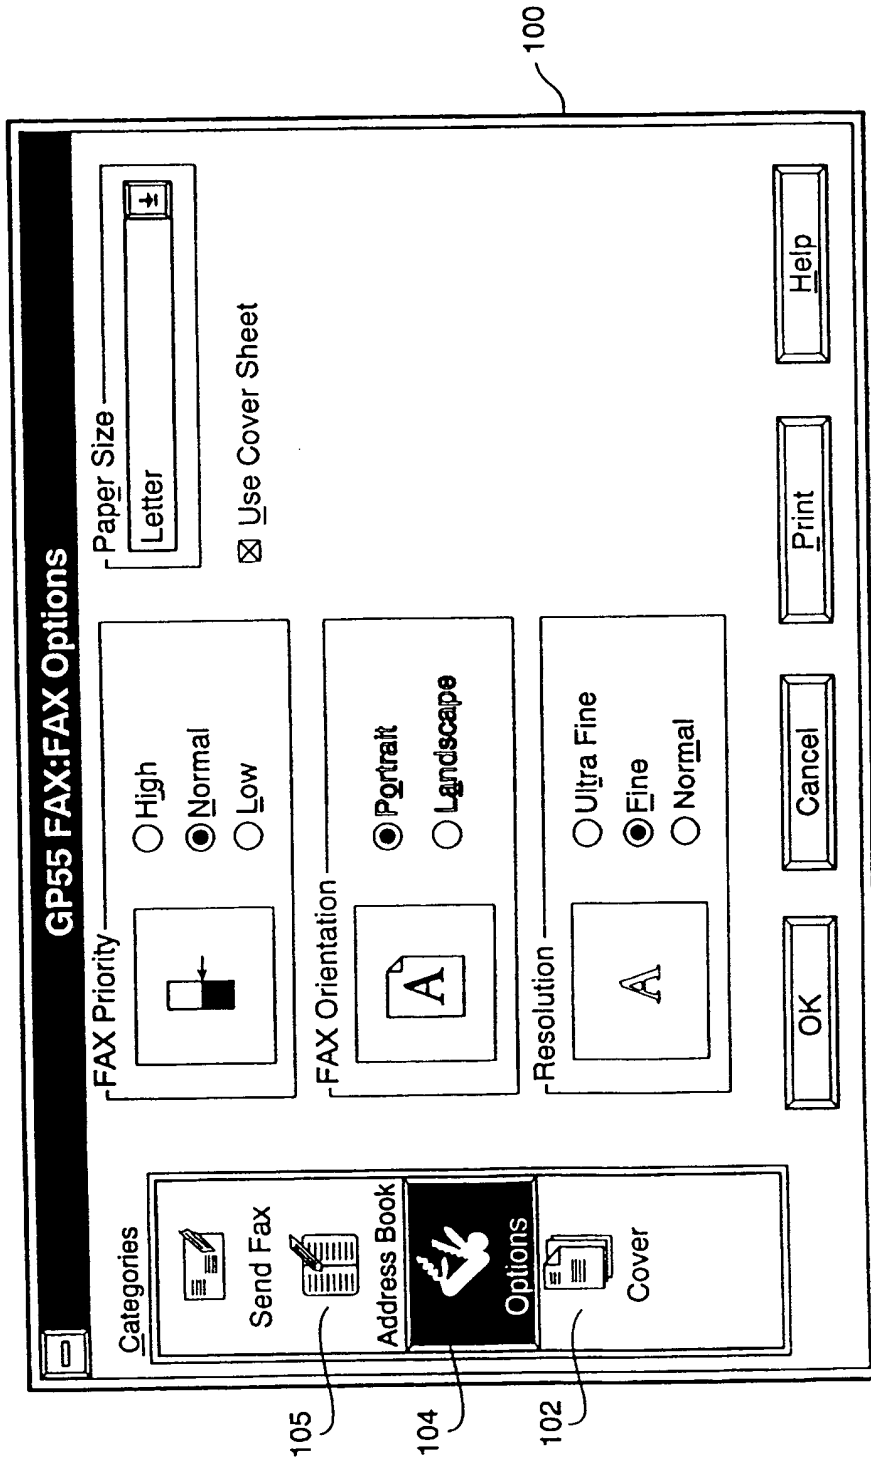 GP55 FAX:FAX Options
Categories
Send Fax
Address Book
Options
Cover
FAX Priority
High
Normal
Low
FAX Orientation
A
Portrait
Landscape
Resolution
A
Ultra Fine
Fine
Normal
Paper Size
Letter
Use Cover Sheet
OK
Cancel
Print
Help
100
105
104
102